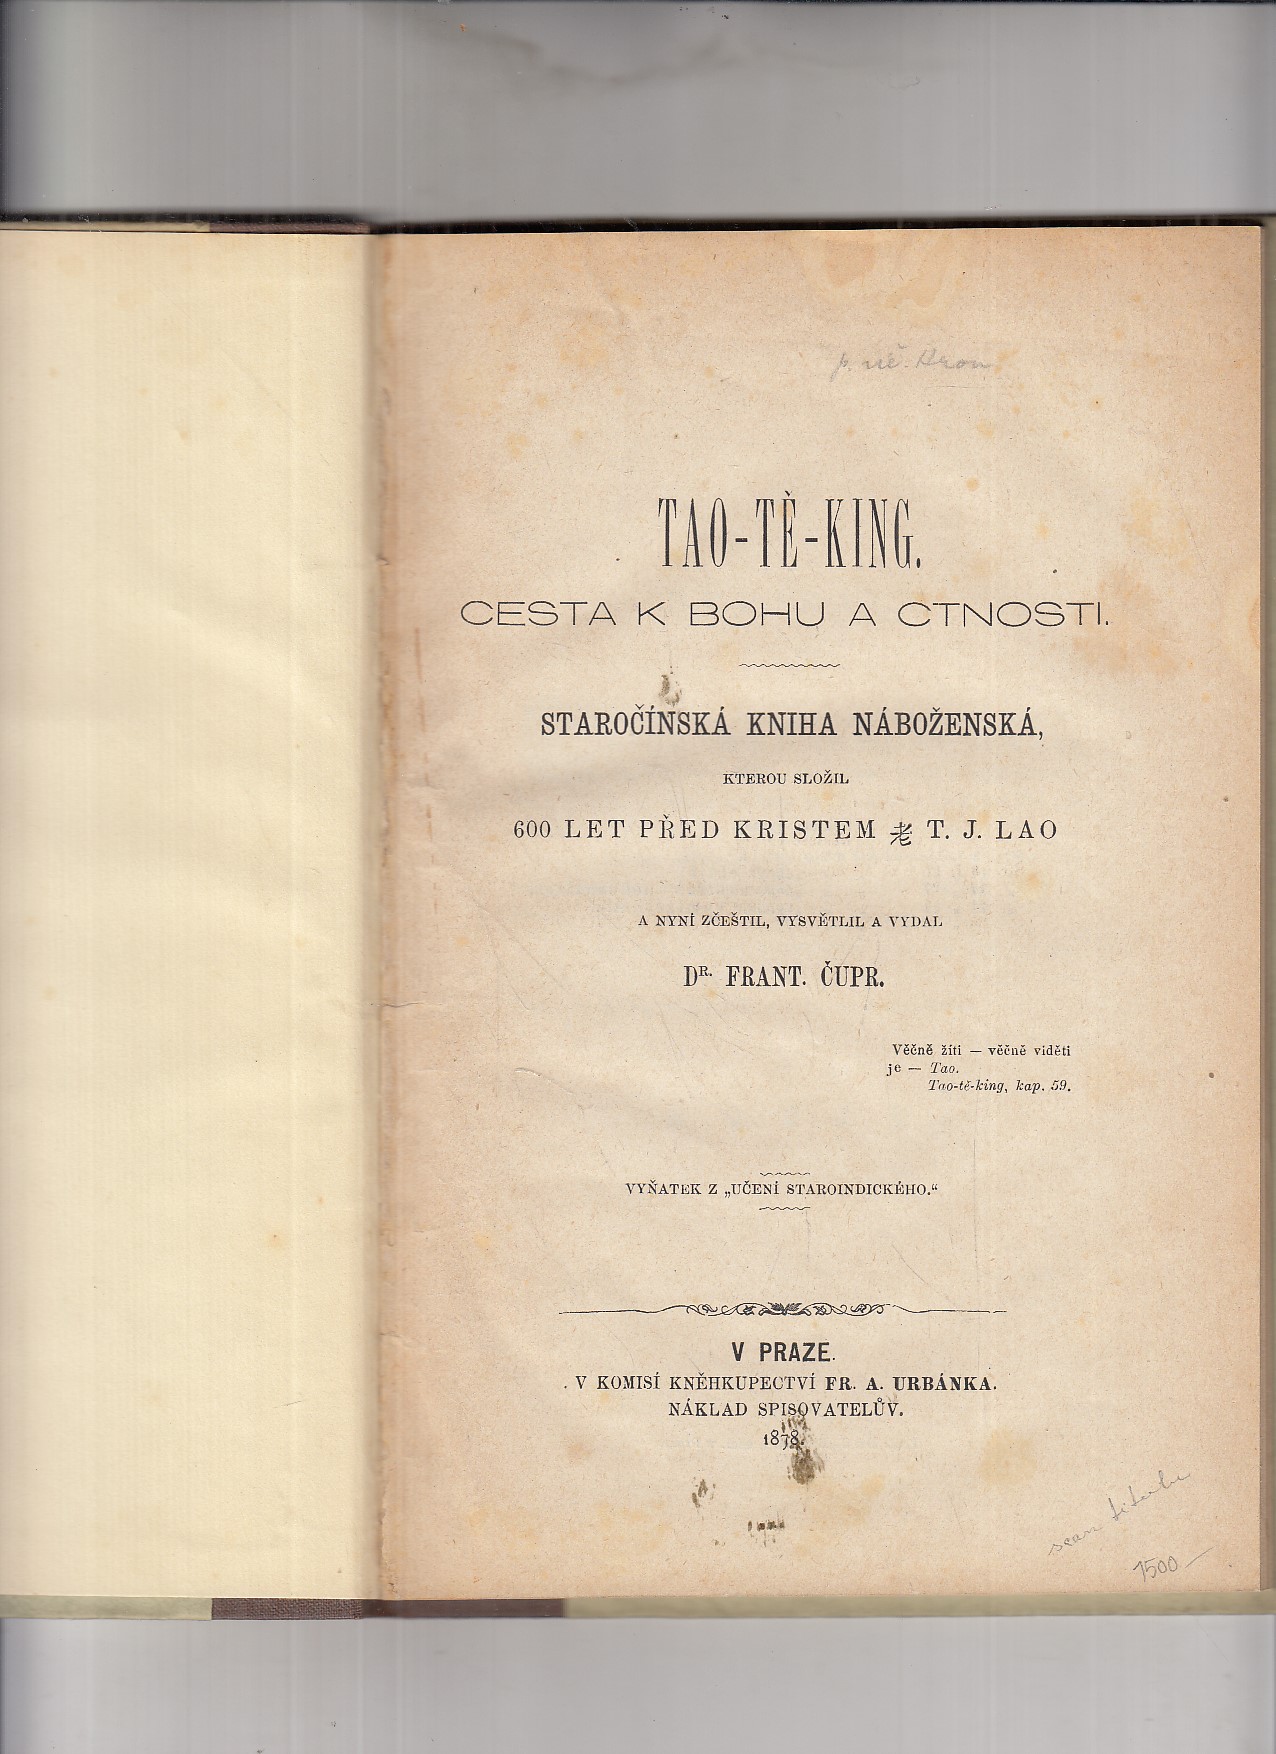 TAO-TĚ-KING.
CESTA K BOHU A CTNOSTI.
STAROČÍNSKÁ KNIHA NÁBOŽENSKÁ,
KTEROU SLOŽIL
600 LET PŘED KRISTEM 老 T. J. LAO
A NYNÍ ZČEŠTIL, VYSVĚTLIL A VYDAL
DR. FRANT. ČUPR.
Věčně žíti — věčně viděti
je — Tao.
Tao-tě-king, kap. 59.
VYŇATEK Z „UČENÍ STAROINDICKÉHO.“
V PRAZE.
V KOMISÍ KNĚHKUPECTVÍ FR. A. URBÁNKA.
NÁKLAD SPISOVATELŮV.
1878.
scan titulu
1500—